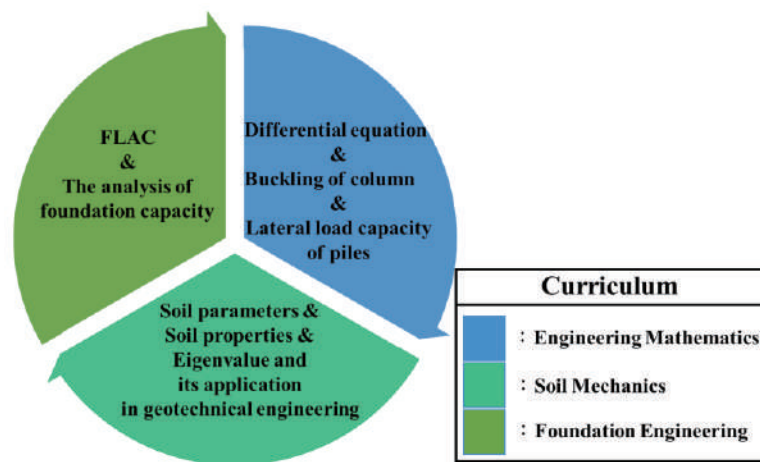 FLAC
&
The analysis of
foundation capacity
Differential equation
&
Buckling of column
&
Lateral load capacity
of piles
Soil parameters &
Soil properties &
Eigenvalue and
its application
in geotechnical engineering
Curriculum
: Engineering Mathematics
: Soil Mechanics
: Foundation Engineering